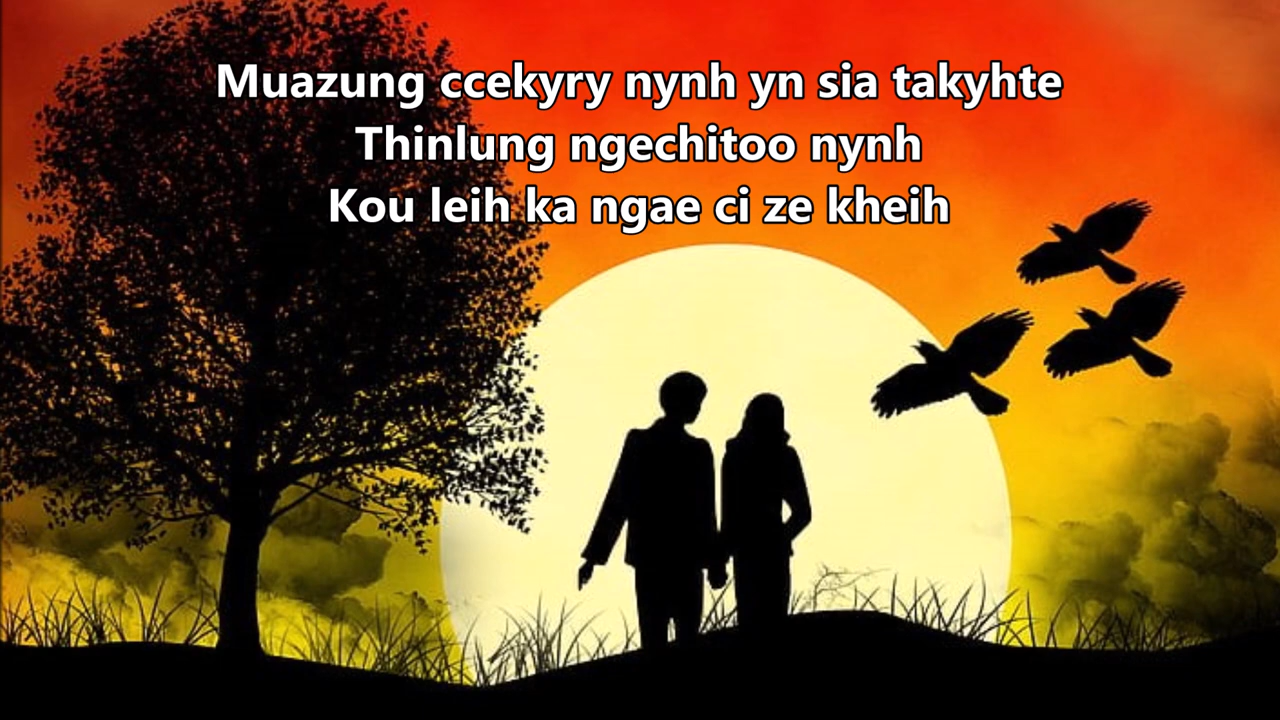 Muazung ccekyry nynh yn sia takyhte
Thinlung ngechitoo nynh
Kou leih ka ngae ci ze kheih